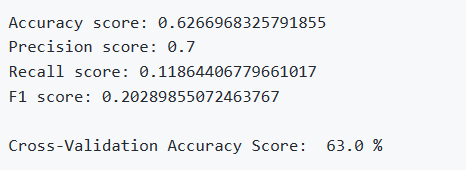 Accuracy score: 0.6266968325791855
Precision score: 0.7
Recall score: 0.11864406779661017
F1 score: 0.20289855072463767
Cross-Validation Accuracy Score:  63.0 %